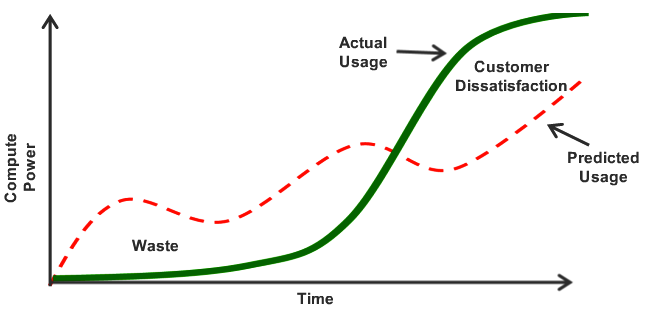 Actual
Usage
Customer
Dissatisfaction
Compute
Power
Predicted
Usage
Waste
Time